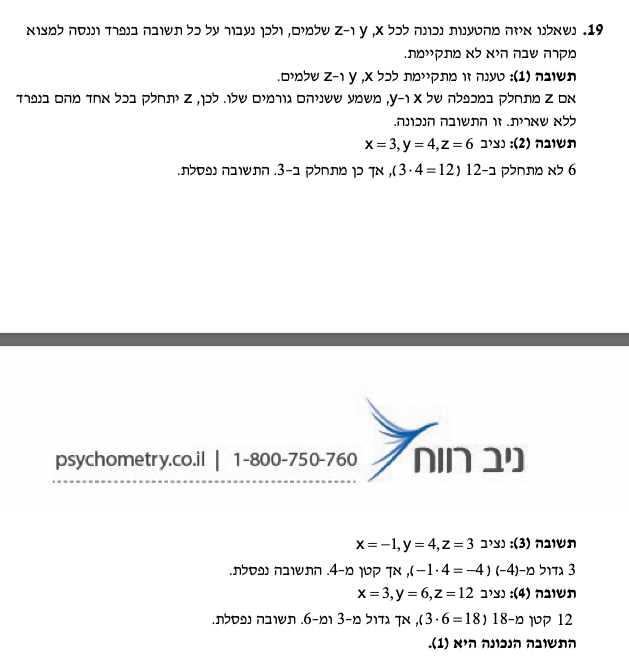 19. נשאלנו איזה מהטענות נכונה לכל x, y ו-z שלמים, ולכן נעבור על כל תשובה בנפרד וננסה למצוא
מקרה שבה היא לא מתקיימת.
תשובה (1): טענה זו מתקיימת לכל x, y ו-z שלמים.
אם z מתחלק במכפלה של x ו-y, משמע ששניהם גורמים שלו. לכן, z יתחלק בכל אחד מהם בנפרד
ללא שארית. זו התשובה הנכונה.
תשובה (2): נציב x = 3, y = 4, z = 6
6 לא מתחלק ב-12 (3·4 = 12), אך כן מתחלק ב-3. התשובה נפסלת.
ניב רווח
psychometry.co.il | 1-800-750-760
תשובה (3): נציב x = −1, y = 4, z = 3
3 גדול מ-(4-) (−1·4 = −4), אך קטן מ-4. התשובה נפסלת.
תשובה (4): נציב x = 3, y = 6, z = 12
12 קטן מ-18 (3·6 = 18), אך גדול מ-3 ומ-6. תשובה נפסלת.
התשובה הנכונה היא (1).